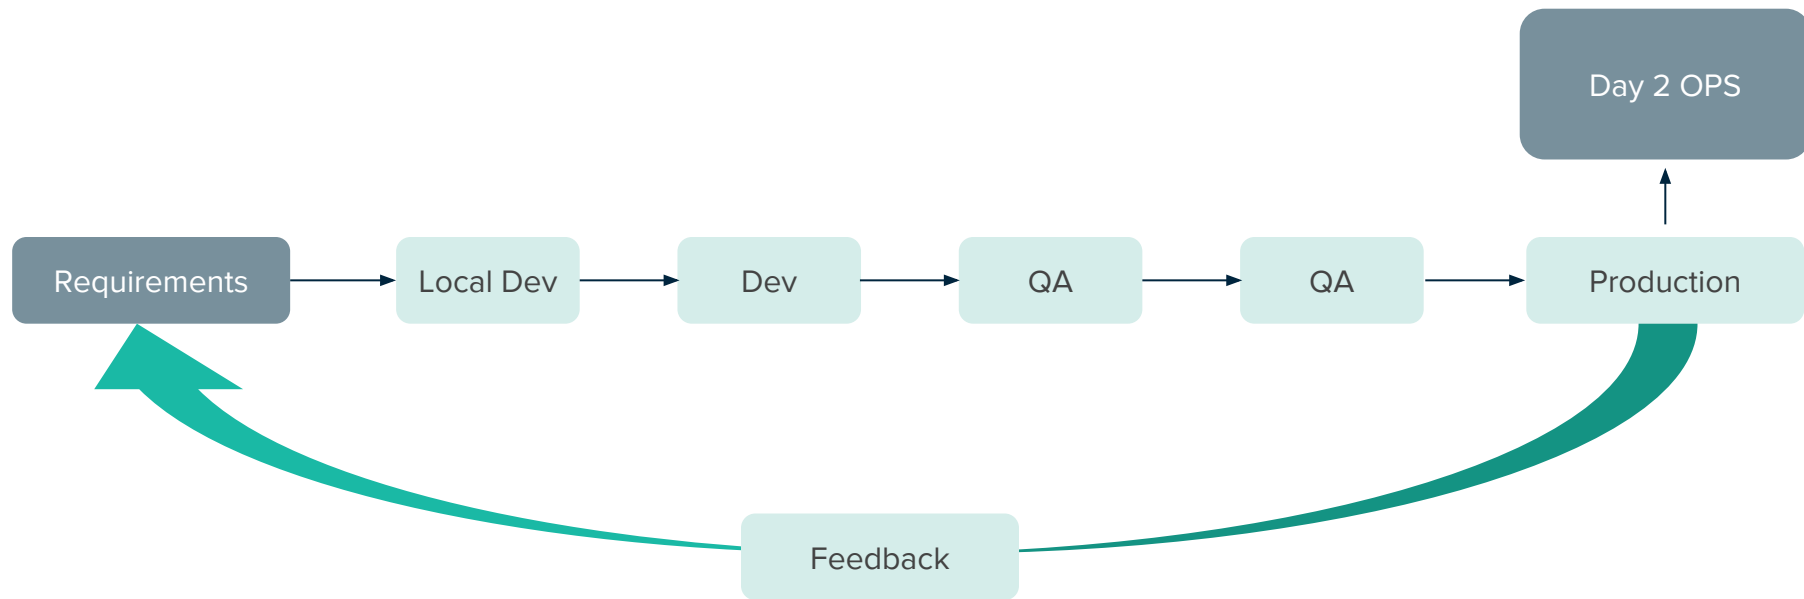 Day 2 OPS
Requirements
Local Dev
Dev
QA
QA
Production
Feedback